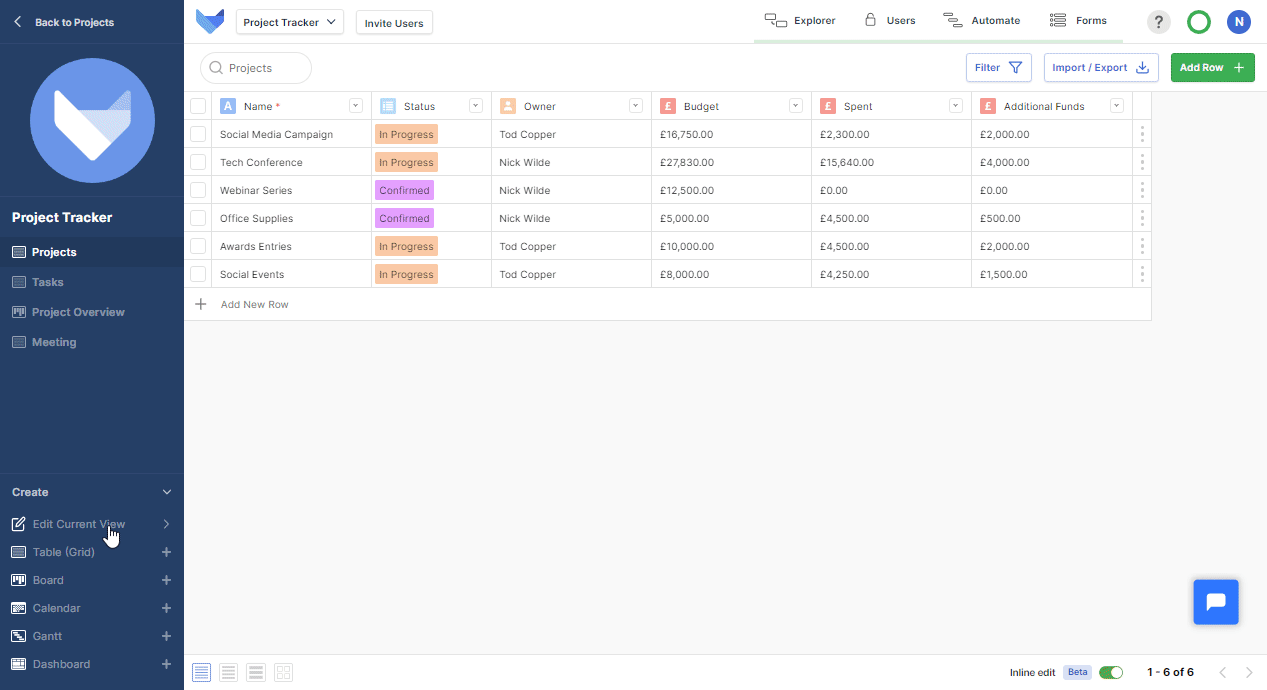 Back to Projects
Project Tracker
Invite Users
Explorer
Users
Automate
Forms
?
N
Projects
Filter
Import / Export
Add Row +
Project Tracker
Projects
Tasks
Project Overview
Meeting
A Name * Status Owner £ Budget £ Spent £ Additional Funds
Social Media Campaign In Progress Tod Copper £16,750.00 £2,300.00 £2,000.00
Tech Conference In Progress Nick Wilde £27,830.00 £15,640.00 £4,000.00
Webinar Series Confirmed Nick Wilde £12,500.00 £0.00 £0.00
Office Supplies Confirmed Nick Wilde £5,000.00 £4,500.00 £500.00
Awards Entries In Progress Tod Copper £10,000.00 £4,500.00 £2,000.00
Social Events In Progress Tod Copper £8,000.00 £4,250.00 £1,500.00
+ Add New Row
Create
Edit Current View
Table (Grid) +
Board +
Calendar +
Gantt +
Dashboard +
Inline edit Beta 1 - 6 of 6